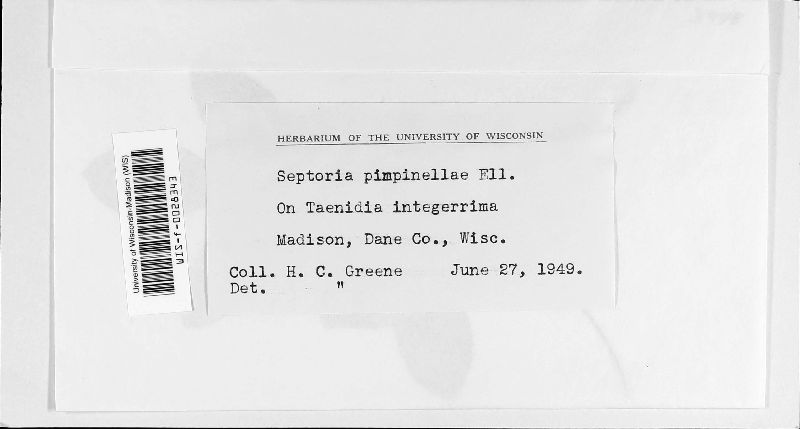 HERBARIUM OF THE UNIVERSITY OF WISCONSIN
Septoria pimpinellae Ell.
On Taenidia integerrima
Madison, Dane Co., Wisc.
Coll. H. C. Greene June 27, 1949.
Det. "
University of Wisconsin-Madison (WIS)
WIS-f-0028343